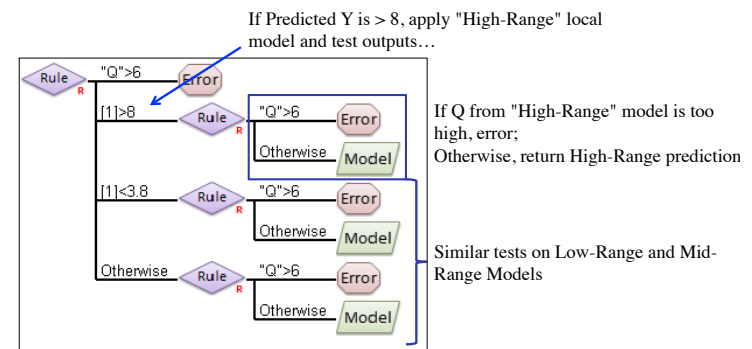 If Predicted Y is > 8, apply "High-Range" local
model and test outputs…
Rule
R
"Q">6
Error
[1]>8
Rule
R
"Q">6
Error
Otherwise
Model
If Q from "High-Range" model is too
high, error;
Otherwise, return High-Range prediction
[1]<3.8
Rule
R
"Q">6
Error
Otherwise
Model
Similar tests on Low-Range and Mid-
Range Models
Otherwise
Rule
R
"Q">6
Error
Otherwise
Model